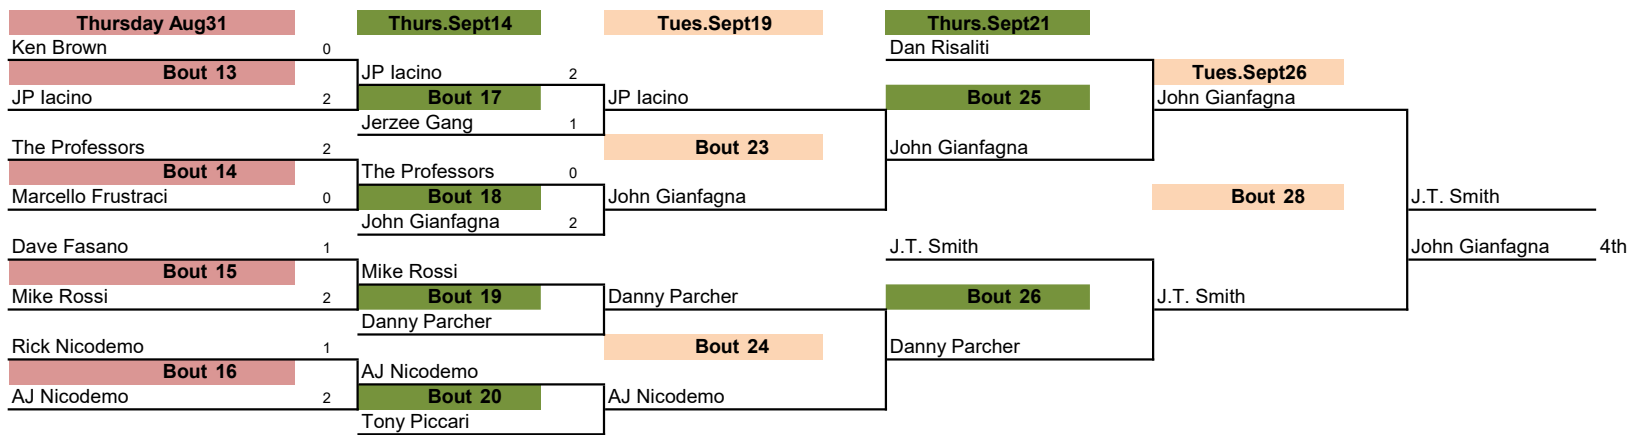 Thursday Aug31 Thurs.Sept14 Tues.Sept19 Thurs.Sept21
Ken Brown 0 Dan Risaliti
Bout 13 JP Iacino 2 Tues.Sept26
JP Iacino 2 Bout 17 JP Iacino Bout 25 John Gianfagna
Jerzee Gang 1
The Professors 2 Bout 23 John Gianfagna
Bout 14 The Professors 0
Marcello Frustraci 0 Bout 18 John Gianfagna Bout 28 J.T. Smith
John Gianfagna 2
Dave Fasano 1 J.T. Smith John Gianfagna 4th
Bout 15 Mike Rossi
Mike Rossi 2 Bout 19 Danny Parcher Bout 26 J.T. Smith
Danny Parcher
Rick Nicodemo 1 Bout 24 Danny Parcher
Bout 16 AJ Nicodemo
AJ Nicodemo 2 Bout 20 AJ Nicodemo
Tony Piccari